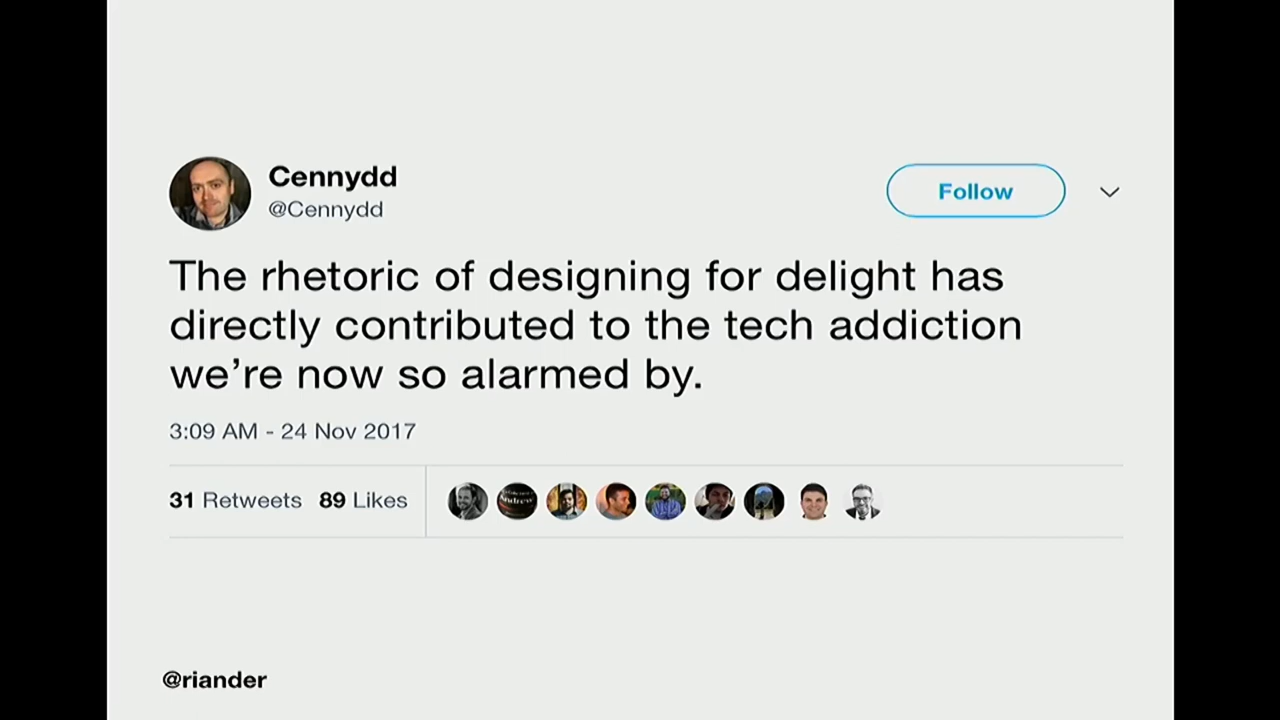 Cennydd
@Cennydd
Follow
The rhetoric of designing for delight has
directly contributed to the tech addiction
we’re now so alarmed by.
3:09 AM - 24 Nov 2017
31 Retweets 89 Likes
@riander